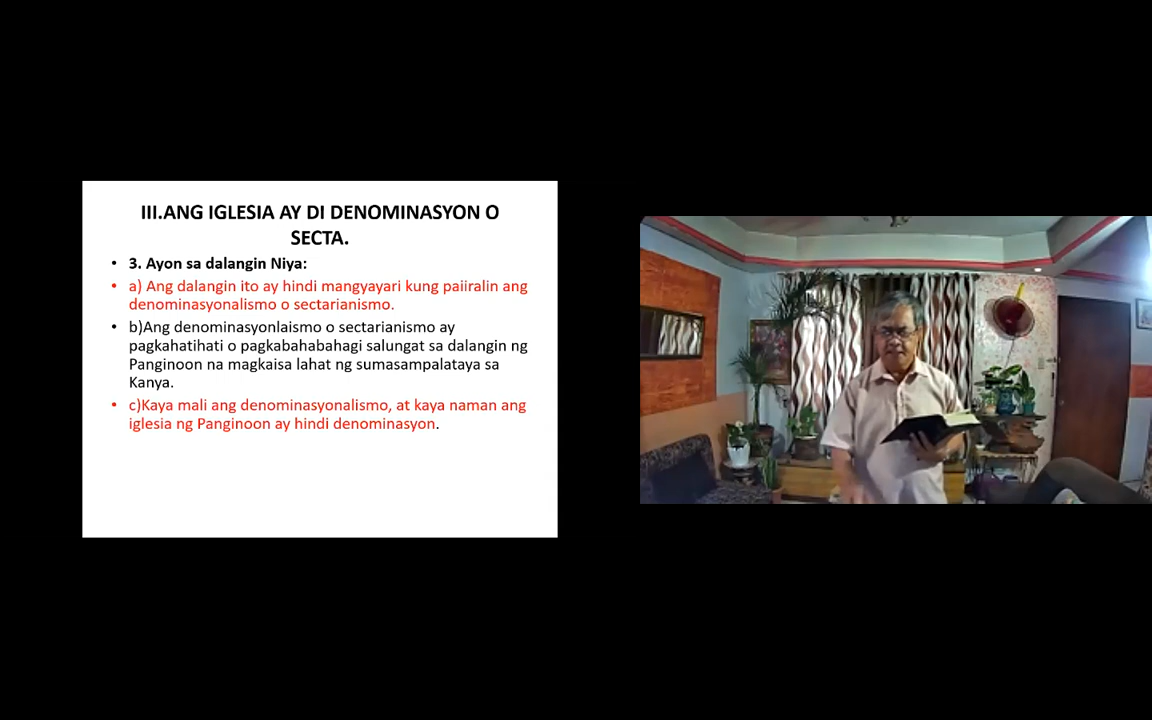 III.ANG IGLESIA AY DI DENOMINASYON O
SECTA.
• 3. Ayon sa dalangin Niya:
• a) Ang dalangin ito ay hindi mangyayari kung paiiralin ang
denominasyonalismo o sectarianismo.
• b)Ang denominasyonlaismo o sectarianismo ay
pagkahatihati o pagkabahabahagi salungat sa dalangin ng
Panginoon na magkaisa lahat ng sumasampalataya sa
Kanya.
• c)Kaya mali ang denominasyonalismo, at kaya naman ang
iglesia ng Panginoon ay hindi denominasyon.